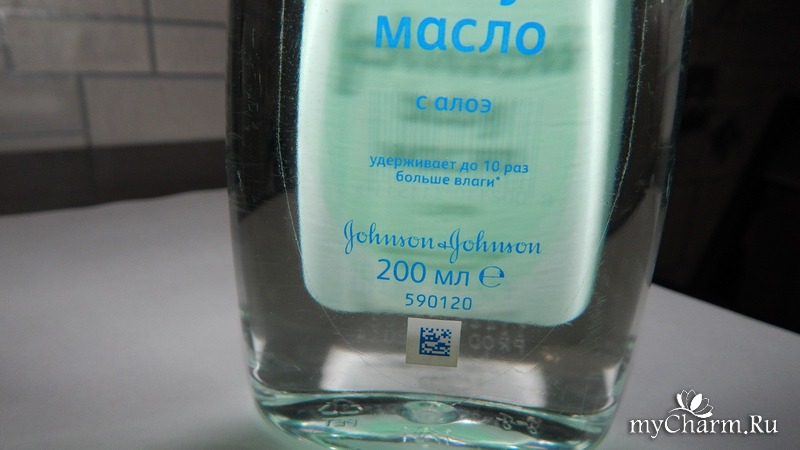 масло
с алоэ
удерживает до 10 раз
больше влаги*
Johnson & Johnson
200 мл ℮
590120
myCharm.Ru